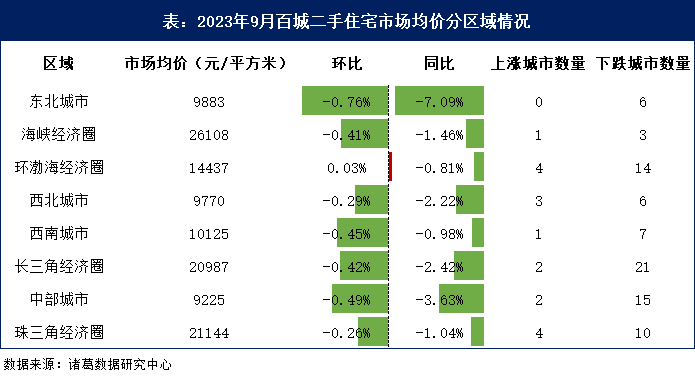 表：2023年9月百城二手住宅市场均价分区域情况
区域 市场均价（元/平方米） 环比 同比 上涨城市数量 下跌城市数量
东北城市 9883 -0.76% -7.09% 0 6
海峡经济圈 26108 -0.41% -1.46% 1 3
环渤海经济圈 14437 0.03% -0.81% 4 14
西北城市 9770 -0.29% -2.22% 3 6
西南城市 10125 -0.45% -0.98% 1 7
长三角经济圈 20987 -0.42% -2.42% 2 21
中部城市 9225 -0.49% -3.63% 2 15
珠三角经济圈 21144 -0.26% -1.04% 4 10
数据来源：诸葛数据研究中心